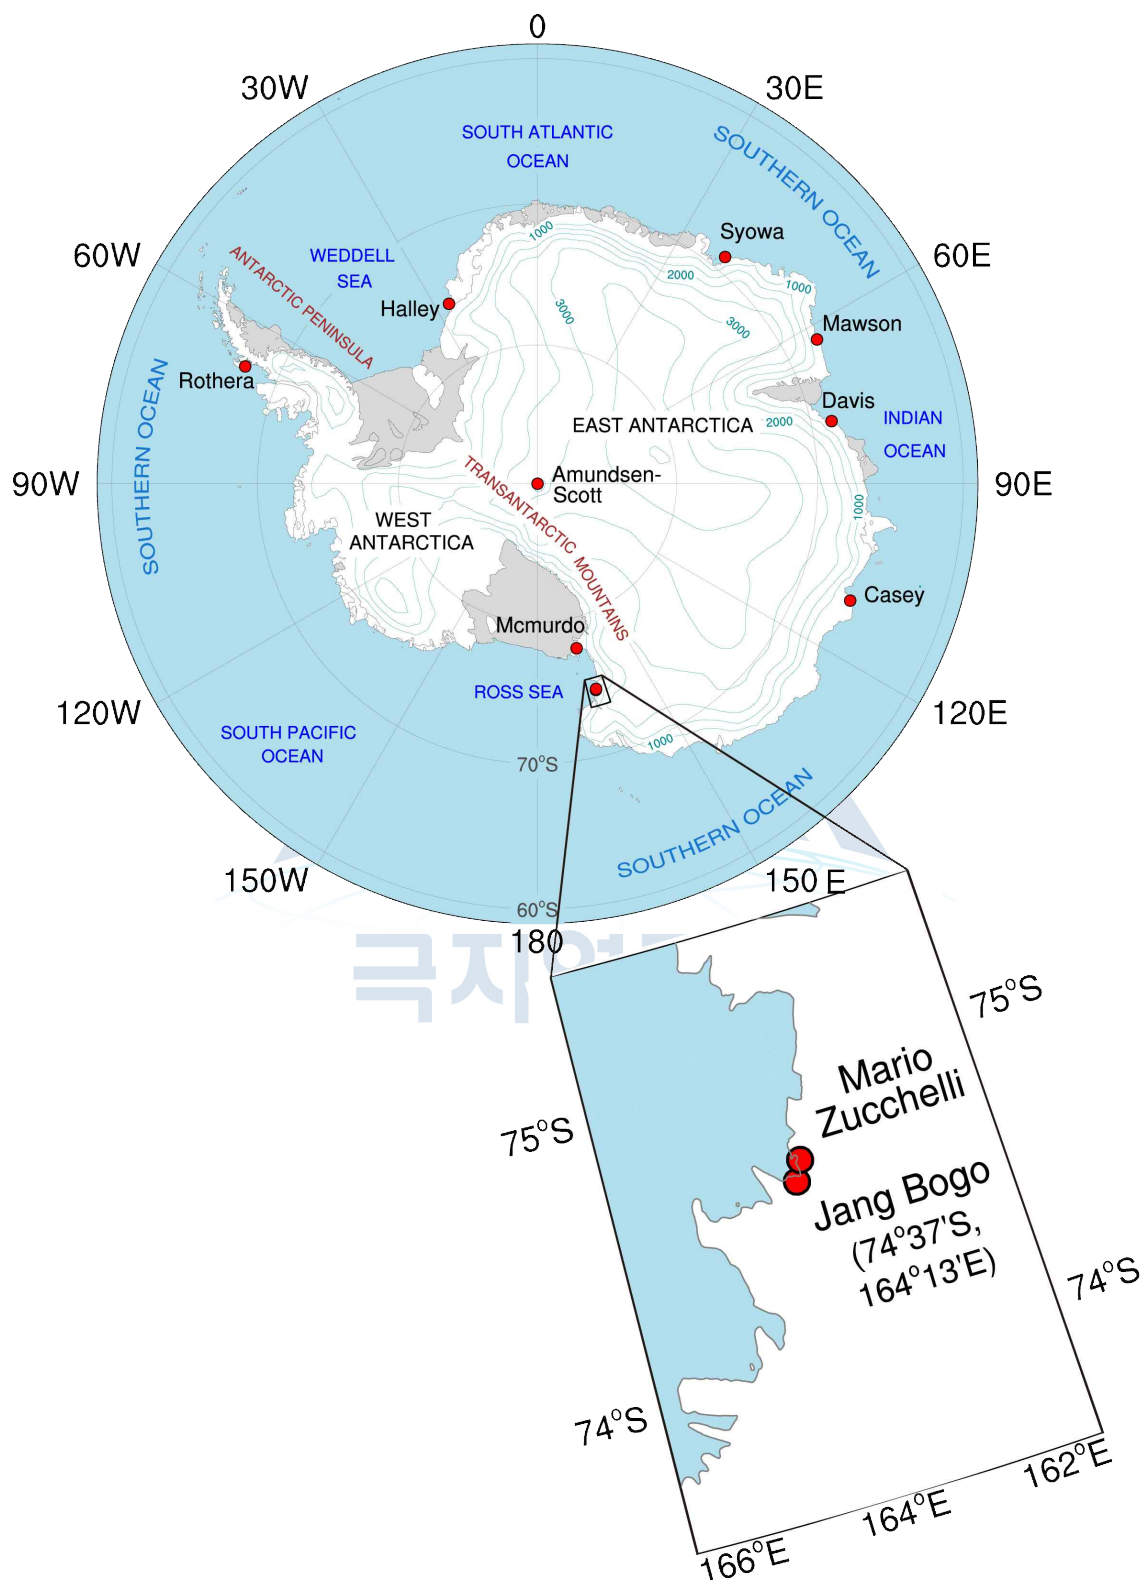 0
30W
30E
SOUTH ATLANTIC
OCEAN
SOUTHERN OCEAN
60W
60E
ANTARCTIC PENINSULA
WEDDELL
SEA
Syowa
1000
2000
1000
Halley
3000
3000
Mawson
Rothera
SOUTHERN OCEAN
Davis
2000
INDIAN
OCEAN
EAST ANTARCTICA
90W
90E
TRANSANTARCTIC MOUNTAINS
Amundsen-
Scott
1000
WEST
ANTARCTICA
Casey
Mcmurdo
ROSS SEA
120W
120E
SOUTH PACIFIC
OCEAN
1000
70°S
SOUTHERN OCEAN
150W
150E
60°S
180
극지연
75°S
Mario
Zucchelli
75°S
Jang Bogo
(74°37'S,
164°13'E)
74°S
74°S
162°E
164°E
166°E